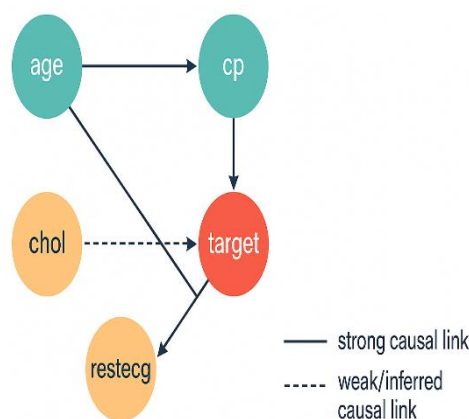 age
cp
chol
target
restecg
strong causal link
weak/inferred
causal link